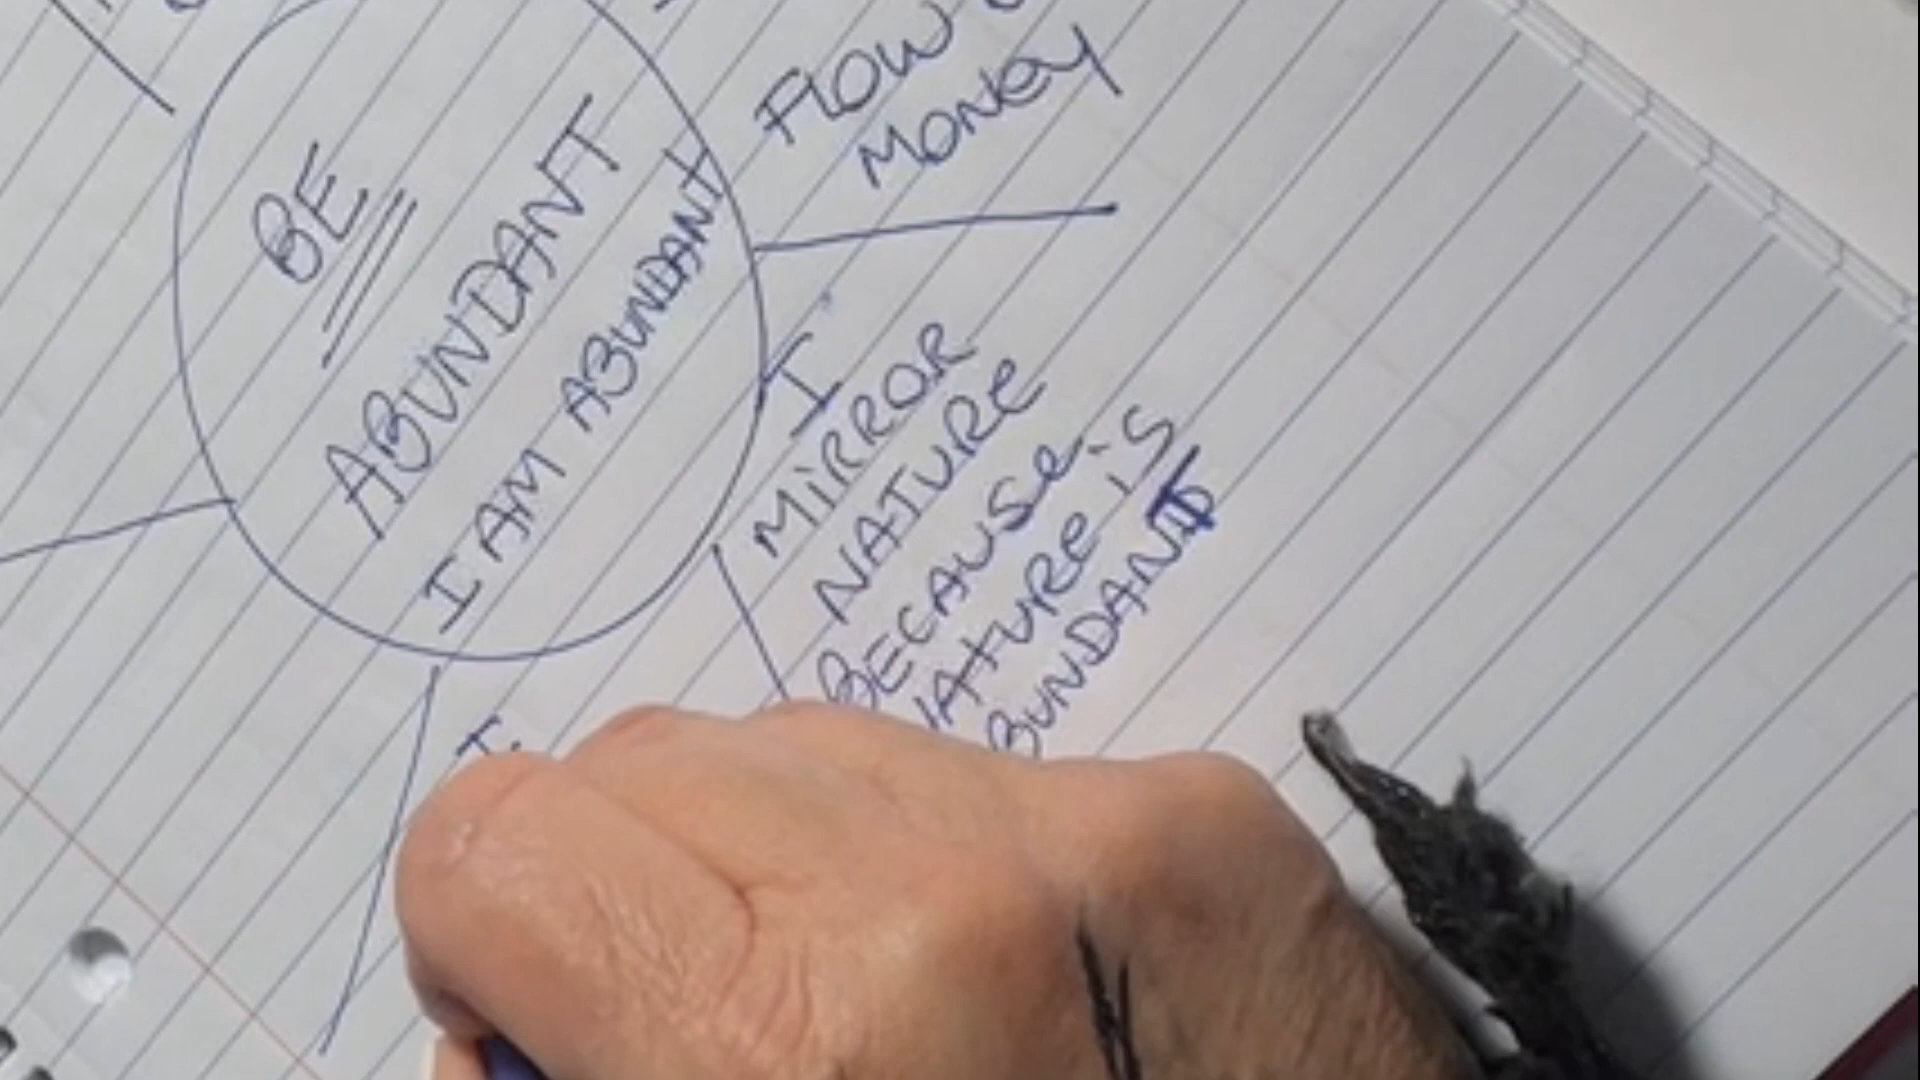 BE
ABUNDANT
I AM ABUNDANT
FLOW
MONEY
I
MiRROR
NATURE
BECAUSE
NATURE is
ABUNDANT
I